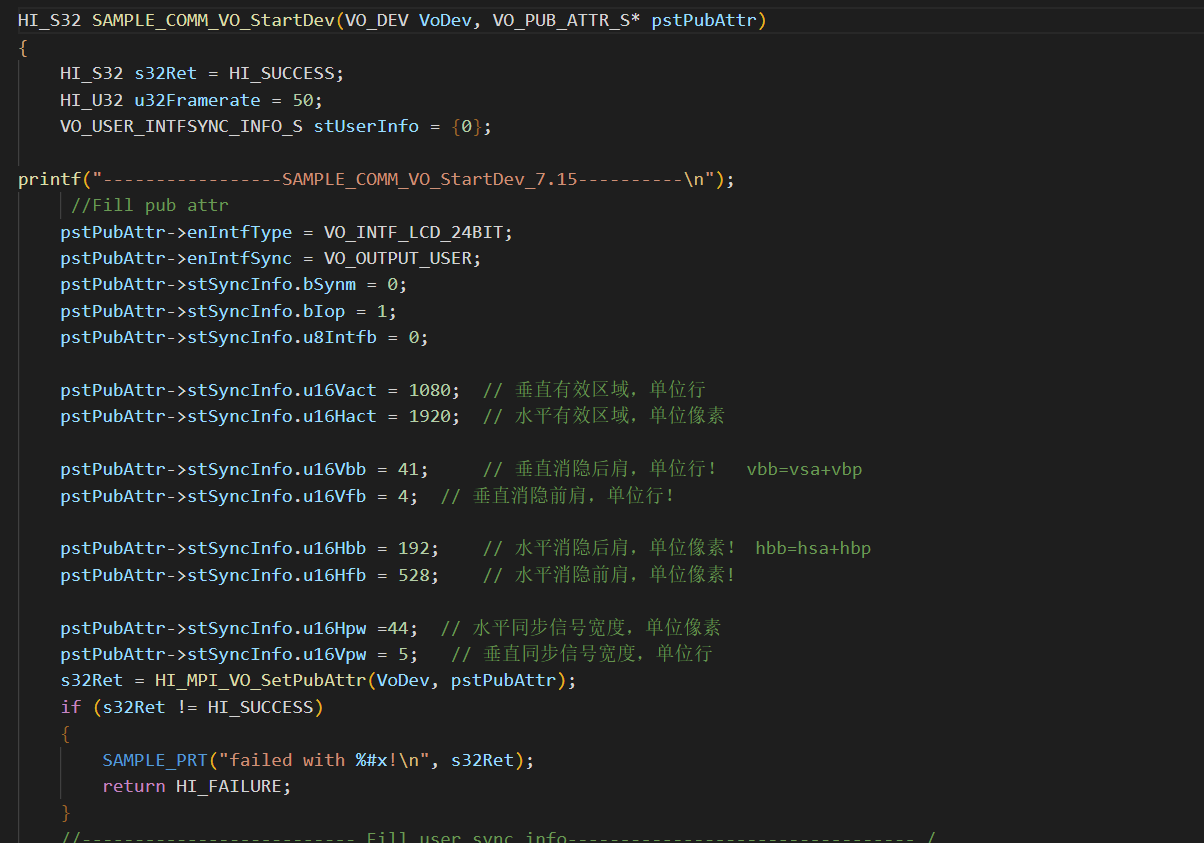 HI_S32 SAMPLE_COMM_VO_StartDev(VO_DEV VoDev, VO_PUB_ATTR_S* pstPubAttr)
{
HI_S32 s32Ret = HI_SUCCESS;
HI_U32 u32Framerate = 50;
VO_USER_INTFSYNC_INFO_S stUserInfo = {0};
printf("-----------------SAMPLE_COMM_VO_StartDev_7.15----------\n");
//Fill pub attr
pstPubAttr->enIntfType = VO_INTF_LCD_24BIT;
pstPubAttr->enIntfSync = VO_OUTPUT_USER;
pstPubAttr->stSyncInfo.bSynm = 0;
pstPubAttr->stSyncInfo.bIop = 1;
pstPubAttr->stSyncInfo.u8Intfb = 0;
pstPubAttr->stSyncInfo.u16Vact = 1080;  // 垂直有效区域，单位行
pstPubAttr->stSyncInfo.u16Hact = 1920;  // 水平有效区域，单位像素
pstPubAttr->stSyncInfo.u16Vbb = 41;     // 垂直消隐后肩，单位行！  vbb=vsa+vbp
pstPubAttr->stSyncInfo.u16Vfb = 4;  // 垂直消隐前肩，单位行！
pstPubAttr->stSyncInfo.u16Hbb = 192;    // 水平消隐后肩，单位像素！ hbb=hsa+hbp
pstPubAttr->stSyncInfo.u16Hfb = 528;    // 水平消隐前肩，单位像素！
pstPubAttr->stSyncInfo.u16Hpw =44;  // 水平同步信号宽度，单位像素
pstPubAttr->stSyncInfo.u16Vpw = 5;   // 垂直同步信号宽度，单位行
s32Ret = HI_MPI_VO_SetPubAttr(VoDev, pstPubAttr);
if (s32Ret != HI_SUCCESS)
{
SAMPLE_PRT("failed with %#x!\n", s32Ret);
return HI_FAILURE;
}
//-------------------------- Fill user sync info--------------------------------- /